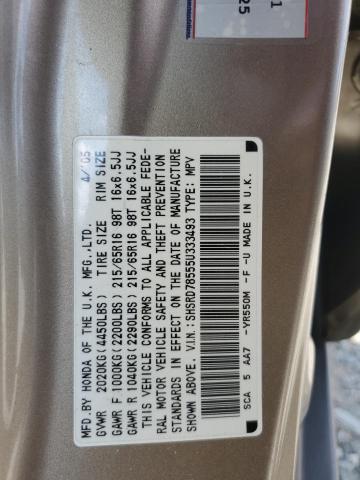 MFD.BY HONDA OF THE U.K. MFG.,LTD. 4/05
GVWR 2020KG(4450LBS) TIRE SIZE RIM SIZE
GAWR F 1000KG(2200LBS) 215/65R16 98T 16x6.5JJ
GAWR R 1040KG(2290LBS) 215/65R16 98T 16x6.5JJ
THIS VEHICLE CONFORMS TO ALL APPLICABLE FEDE-
RAL MOTOR VEHICLE SAFETY AND THEFT PREVENTION
STANDARDS IN EFFECT ON THE DATE OF MANUFACTURE
SHOWN ABOVE. V.I.N.: SHSRD78555U333493 TYPE: MPV
SCA 5 AA7 -YR550M -F -U MADE IN U.K.
1
25